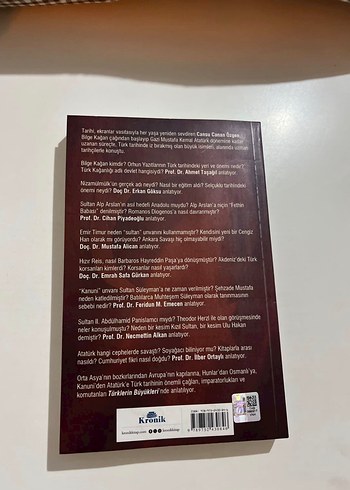 Tarihi, ekranlar vasıtasıyla her yaşa yeniden sevdiren Cansu Canan Özgen,
Bilge Kağan çağından başlayıp Gazi Mustafa Kemal Atatürk dönemine kadar
uzanan süreçte, Türk tarihinde iz bırakmış olan büyük isimleri, alanında uzman
tarihçilerle konuştu.
Bilge Kağan kimdir? Orhun Yazıtlarının Türk tarihindeki yeri ve önemi nedir?
Türk Kağanlığı adlı devlet hangisiydi? Prof. Dr. Ahmet Taşağıl anlatıyor.
Nizamülmülk'ün gerçek adı neydi? Nasıl bir eğitim aldı? Selçuklu tarihindeki
önemi neydi? Doç Dr. Erkan Göksu anlatıyor.
Sultan Alp Arslan'ın asıl hedefi Anadolu muydu? Alp Arslan'a niçin "Fethin
Babası" denilmiştir? Romanos Diogenos'a nasıl davranmıştır?
Prof. Dr. Cihan Piyadeoğlu anlatıyor.
Emir Timur neden "sultan" unvanını kullanmamıştır? Kendisini yeni bir Cengiz
Han olarak mı görüyordu? Ankara Savaşı hiç olmayabilir miydi?
Doç. Dr. Mustafa Alican anlatıyor.
Hızır Reis, nasıl Barbaros Hayreddin Paşa'ya dönüşmüştür? Akdeniz'deki Türk
korsanları kimlerdi? Korsanlar nasıl yaşarlardı?
Doç. Dr. Emrah Safa Gürkan anlatıyor.
"Kanuni" unvanı Sultan Süleyman'a ne zaman verilmiştir? Şehzade Mustafa
neden katledilmiştir? Batılılarca Muhteşem Süleyman olarak tanınmasının
sebebi nedir? Prof. Dr. Feridun M. Emecen anlatıyor.
Sultan II. Abdülhamid Panislamcı mıydı? Theodor Herzl ile olan görüşmesinde
neler konuşulmuştu? Neden bir kesim Kızıl Sultan, bir kesim Ulu Hakan
demiştir? Prof. Dr. Necmettin Alkan anlatıyor.
Atatürk hangi cephelerde savaştı? Soyağacı biliniyor mu? Kitaplarla arası
nasıldı? Cumhuriyet fikri nasıl doğdu? Prof. Dr. İlber Ortaylı anlatıyor.
Orta Asya'nın bozkırlarından Avrupa'nın kapılarına, Hunlar'dan Osmanlı'ya,
Kanuni'den Atatürk'e Türk tarihinin önemli çağları, imparatorlukları ve
komutanları Türklerin Büyükleri'nde anlatılıyor.
Kronik